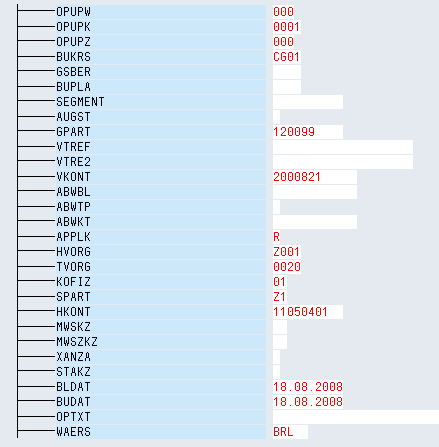 OPUPW 000
OPUPK 0001
OPUPZ 000
BUKRS CG01
GSBER
BUPLA
SEGMENT
AUGST
GPART 120099
VTREF
VTRE2
VKONT 2000821
ABWBL
ABWTP
ABWKT
APPLK R
HVORG Z001
TVORG 0020
KOFIZ 01
SPART Z1
HKONT 11050401
MWSKZ
MWSZKZ
XANZA
STAKZ
BLDAT 18.08.2008
BUDAT 18.08.2008
OPTXT
WAERS BRL